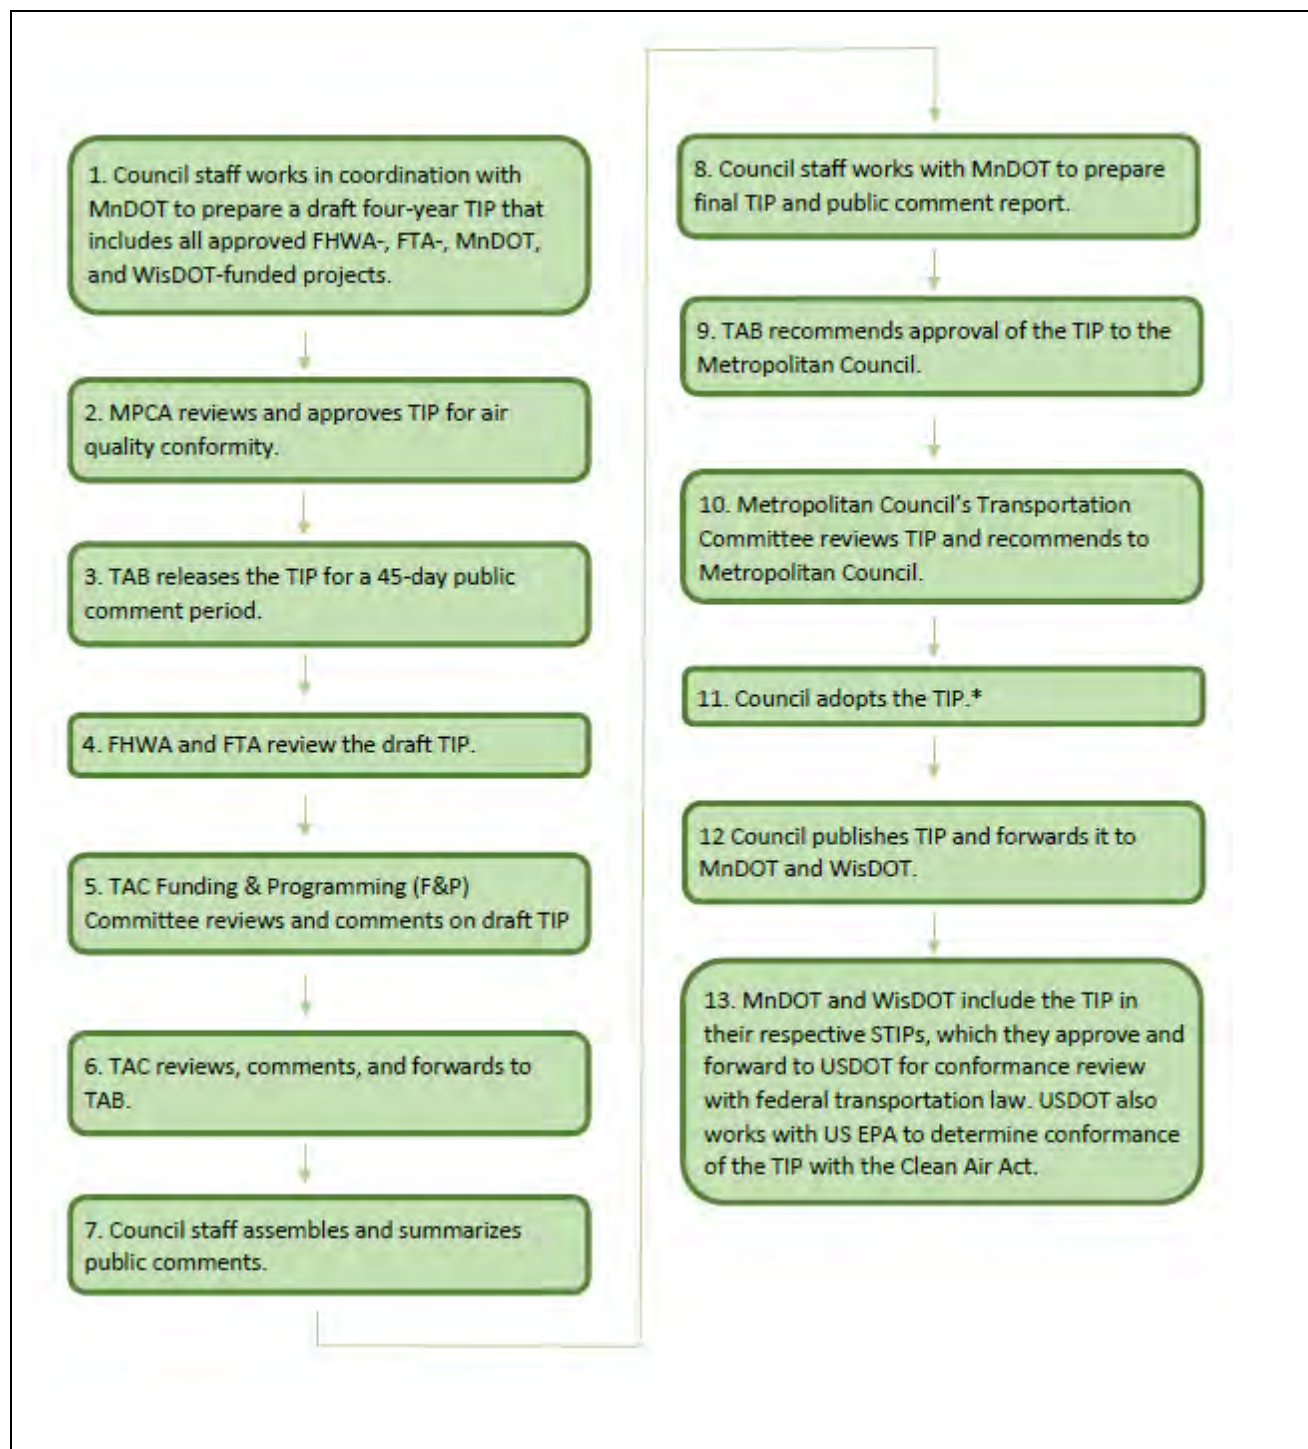 1. Council staff works in coordination with
MnDOT to prepare a draft four-year TIP that
includes all approved FHWA-, FTA-, MnDOT,
and WisDOT-funded projects.
2. MPCA reviews and approves TIP for air
quality conformity.
3. TAB releases the TIP for a 45-day public
comment period.
4. FHWA and FTA review the draft TIP.
5. TAC Funding & Programming (F&P)
Committee reviews and comments on draft TIP
6. TAC reviews, comments, and forwards to
TAB.
7. Council staff assembles and summarizes
public comments.
8. Council staff works with MnDOT to prepare
final TIP and public comment report.
9. TAB recommends approval of the TIP to the
Metropolitan Council.
10. Metropolitan Council’s Transportation
Committee reviews TIP and recommends to
Metropolitan Council.
11. Council adopts the TIP.*
12 Council publishes TIP and forwards it to
MnDOT and WisDOT.
13. MnDOT and WisDOT include the TIP in
their respective STIPs, which they approve and
forward to USDOT for conformance review
with federal transportation law. USDOT also
works with US EPA to determine conformance
of the TIP with the Clean Air Act.